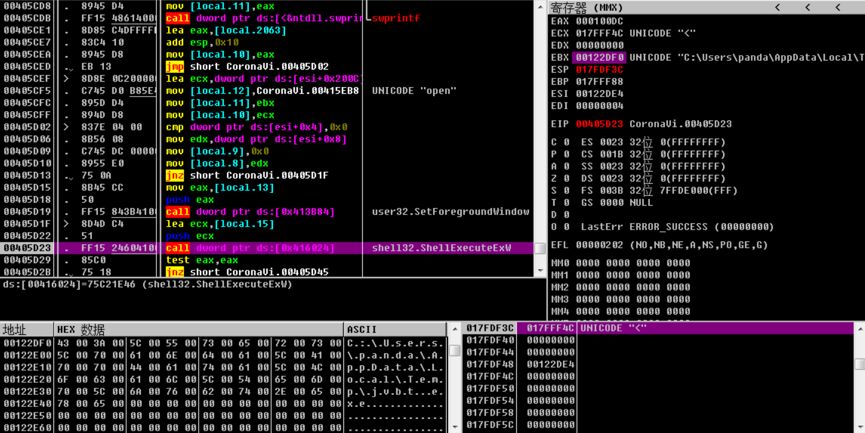 00405CD8 . 8945 D4 mov [local.11],eax
00405CDB . FF15 48614100 call dword ptr ds:[<&ntdll.swprin swprintf
00405CE1 . 8D85 C4DFFFFF lea eax,[local.2063]
00405CE7 . 83C4 10 add esp,0x10
00405CEA . 8945 D8 mov [local.10],eax
00405CED . EB 13 jmp short CoronaVi.00405D02
00405CEF > 8D8E 0C20000 lea ecx,dword ptr ds:[esi+0x200C]
00405CF5 . C745 D0 B85E4 mov [local.12],CoronaVi.00415EB8 UNICODE "open"
00405CFC . 895D D4 mov [local.11],ebx
00405CFF . 894D D8 mov [local.10],ecx
00405D02 > 837E 04 00 cmp dword ptr ds:[esi+0x4],0x0
00405D06 . 8B56 08 mov edx,dword ptr ds:[esi+0x8]
00405D09 . C745 DC 00000 mov [local.9],0x0
00405D10 . 8955 E0 mov [local.8],edx
00405D13 . 75 0A jnz short CoronaVi.00405D1F
00405D15 . 8B45 CC mov eax,[local.13]
00405D18 . 50 push eax
00405D19 . FF15 843B4100 call dword ptr ds:[0x413B84] user32.SetForegroundWindow
00405D1F > 8D4D C4 lea ecx,[local.15]
00405D22 . 51 push ecx
00405D23 . FF15 24604100 call dword ptr ds:[0x416024] shell32.ShellExecuteExW
00405D29 . 85C0 test eax,eax
00405D2B . 75 18 jnz short CoronaVi.00405D45
ds:[00416024]=75C21E46 (shell32.ShellExecuteExW)
寄存器 (MMX) < < <
EAX 000100DC
ECX 017FFF4C UNICODE "<"
EDX 00000000
EBX 00122DF0 UNICODE "C:\Users\panda\AppData\Local\T
ESP 017FDF3C
EBP 017FFF88
ESI 00122DE4
EDI 00000004
EIP 00405D23 CoronaVi.00405D23
C 0 ES 0023 32位 0(FFFFFFFF)
P 0 CS 001B 32位 0(FFFFFFFF)
A 0 SS 0023 32位 0(FFFFFFFF)
Z 0 DS 0023 32位 0(FFFFFFFF)
S 0 FS 003B 32位 7FFDE000(FFF)
T 0 GS 0000 NULL
D 0
O 0 LastErr ERROR_SUCCESS (00000000)
EFL 00000202 (NO,NB,NE,A,NS,PO,GE,G)
MM0 0000 0000 0000 0000
MM1 0000 0000 0000 0000
MM2 0000 0000 0000 0000
MM3 0000 0000 0000 0000
MM4 0000 0000 0000 0000
地址 HEX 数据 ASCII
00122DF0 43 00 3A 00 5C 00 55 00 73 00 65 00 72 00 73 00 C.:.\.U.s.e.r.s.
00122E00 5C 00 70 00 61 00 6E 00 64 00 61 00 5C 00 41 00 \.p.a.n.d.a.\.A.
00122E10 70 00 70 00 44 00 61 00 74 00 61 00 5C 00 4C 00 p.p.D.a.t.a.\.L.
00122E20 6F 00 63 00 61 00 6C 00 5C 00 54 00 65 00 6D 00 o.c.a.l.\.T.e.m.
00122E30 70 00 5C 00 6A 00 76 00 62 00 74 00 2E 00 65 00 p.\.j.v.b.t...e.
00122E40 78 00 65 00 00 00 00 00 00 00 00 00 00 00 00 00 x.e.............
00122E50 00 00 00 00 00 00 00 00 00 00 00 00 00 00 00 00 ................
00122E60 00 00 00 00 00 00 00 00 00 00 00 00 00 00 00 00 ................
017FDF3C 017FFF4C UNICODE "<"
017FDF40 00000000
017FDF44 00000000
017FDF48 00122DE4
017FDF4C 00000000
017FDF50 00000000
017FDF54 00000000
017FDF58 00000000
017FDF5C 00000000